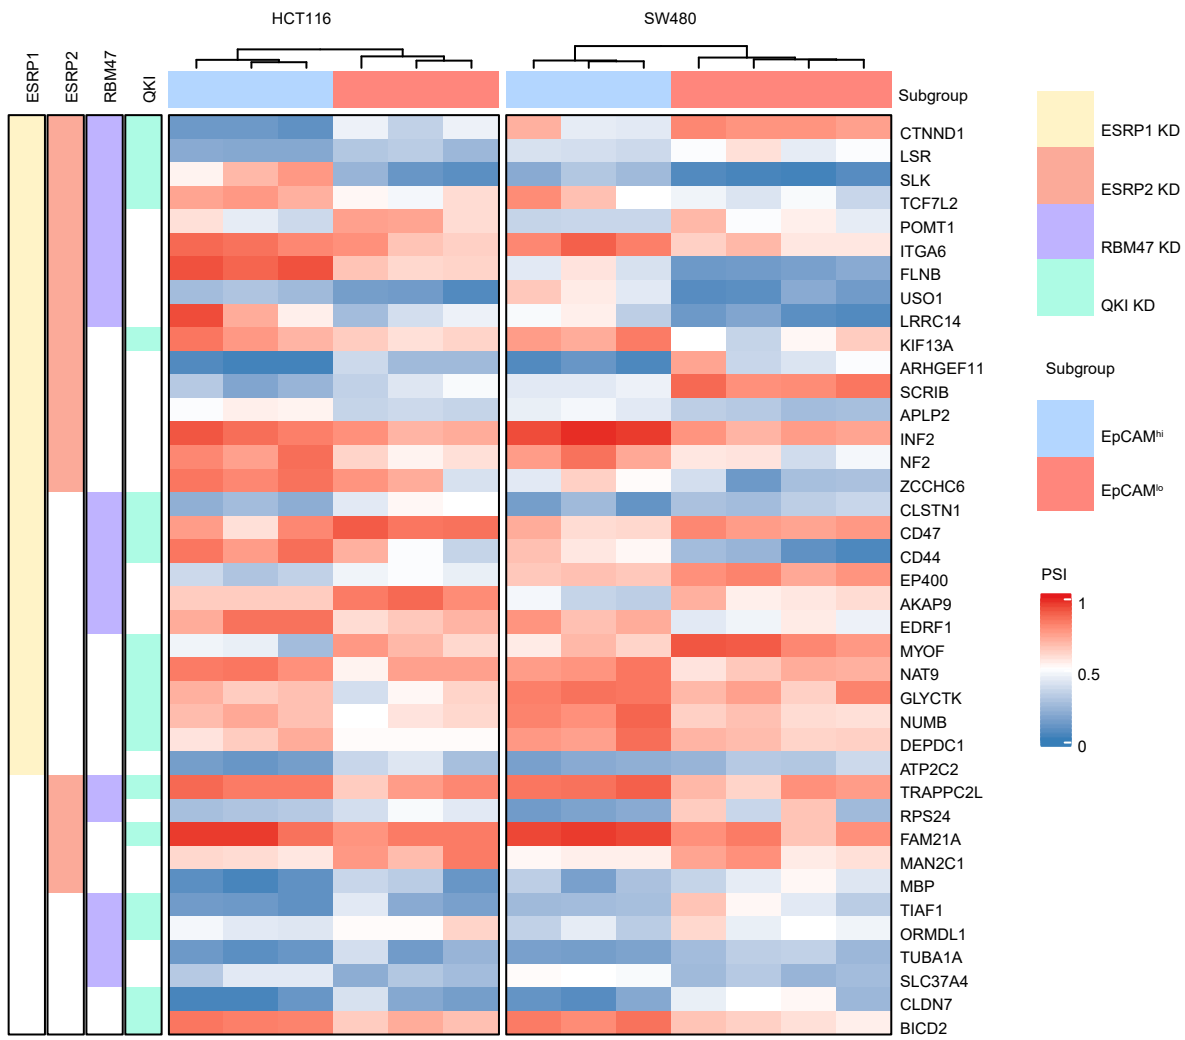 HCT116
SW480
ESRP1
ESRP2
RBM47
QKI
Subgroup
CTNND1
LSR
SLK
TCF7L2
POMT1
ITGA6
FLNB
USO1
LRRC14
KIF13A
ARHGEF11
SCRIB
APLP2
INF2
NF2
ZCCHC6
CLSTN1
CD47
CD44
EP400
AKAP9
EDRF1
MYOF
NAT9
GLYCTK
NUMB
DEPDC1
ATP2C2
TRAPPC2L
RPS24
FAM21A
MAN2C1
MBP
TIAF1
ORMDL1
TUBA1A
SLC37A4
CLDN7
BICD2
ESRP1 KD
ESRP2 KD
RBM47 KD
QKI KD
Subgroup
EpCAMhi
EpCAMlo
PSI
1
0.5
0